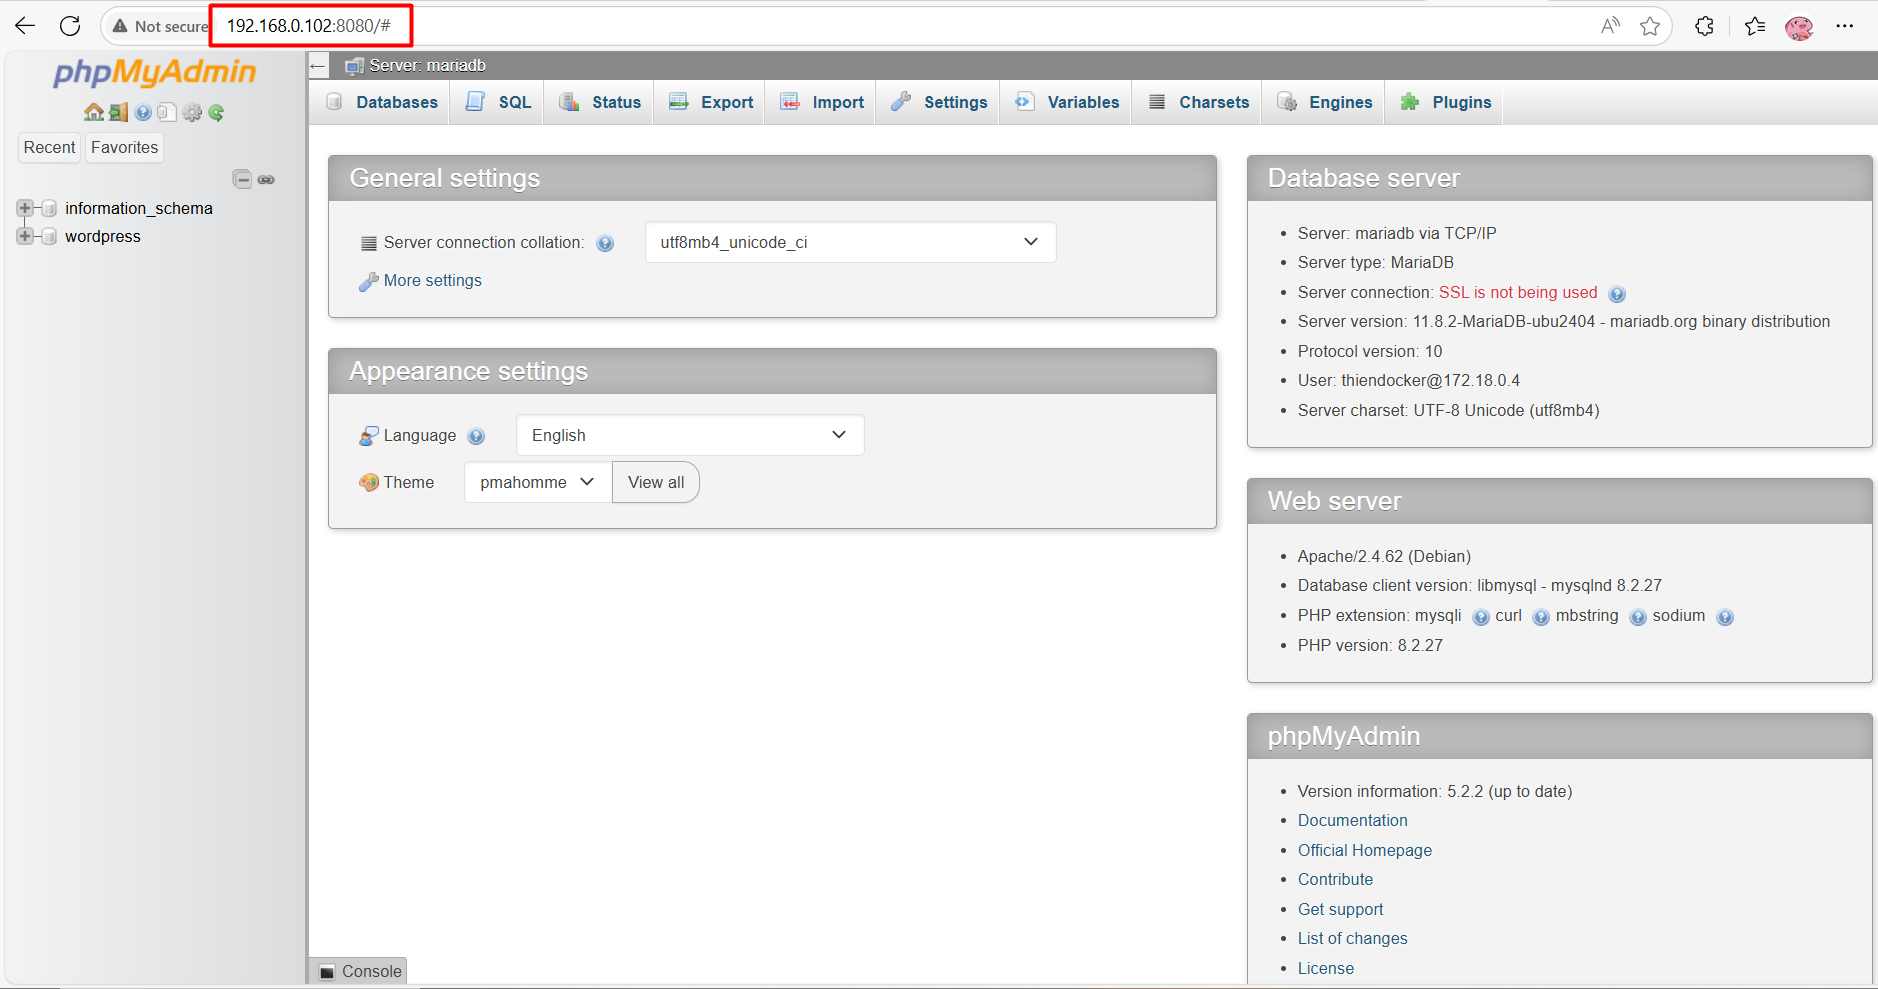 Not secure 192.168.0.102:8080/#
phpMyAdmin
Recent Favorites
information_schema
wordpress
Server: mariadb
Databases SQL Status Export Import Settings Variables Charsets Engines Plugins
General settings
Server connection collation: utf8mb4_unicode_ci
More settings
Appearance settings
Language English
Theme pmahomme View all
Database server
Server: mariadb via TCP/IP
Server type: MariaDB
Server connection: SSL is not being used
Server version: 11.8.2-MariaDB-ubu2404 - mariadb.org binary distribution
Protocol version: 10
User: thiendocker@172.18.0.4
Server charset: UTF-8 Unicode (utf8mb4)
Web server
Apache/2.4.62 (Debian)
Database client version: libmysql - mysqlnd 8.2.27
PHP extension: mysqli curl mbstring sodium
PHP version: 8.2.27
phpMyAdmin
Version information: 5.2.2 (up to date)
Documentation
Official Homepage
Contribute
Get support
List of changes
License
Console